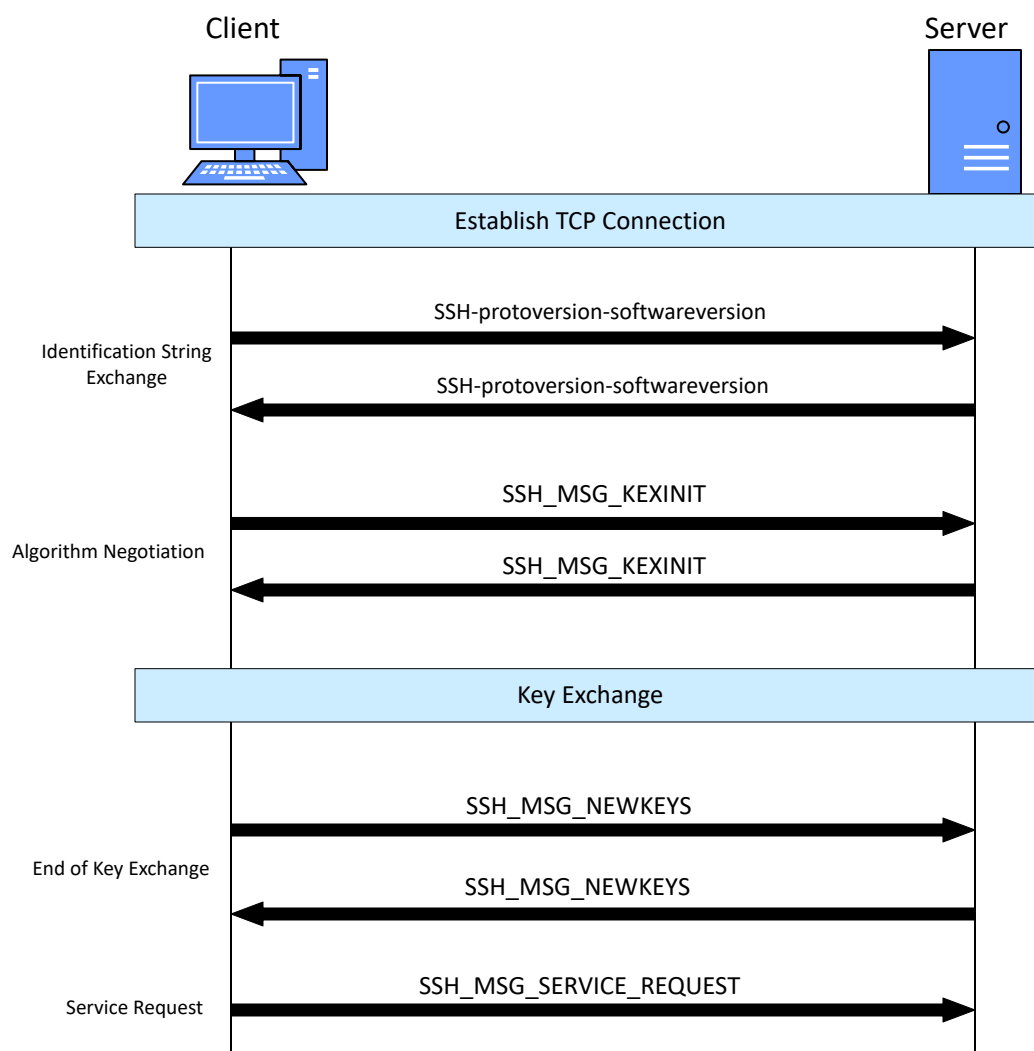 Client
Server
Establish TCP Connection
SSH-protoversion-softwareversion
Identification String
Exchange
SSH-protoversion-softwareversion
SSH_MSG_KEXINIT
Algorithm Negotiation
SSH_MSG_KEXINIT
Key Exchange
SSH_MSG_NEWKEYS
End of Key Exchange
SSH_MSG_NEWKEYS
SSH_MSG_SERVICE_REQUEST
Service Request